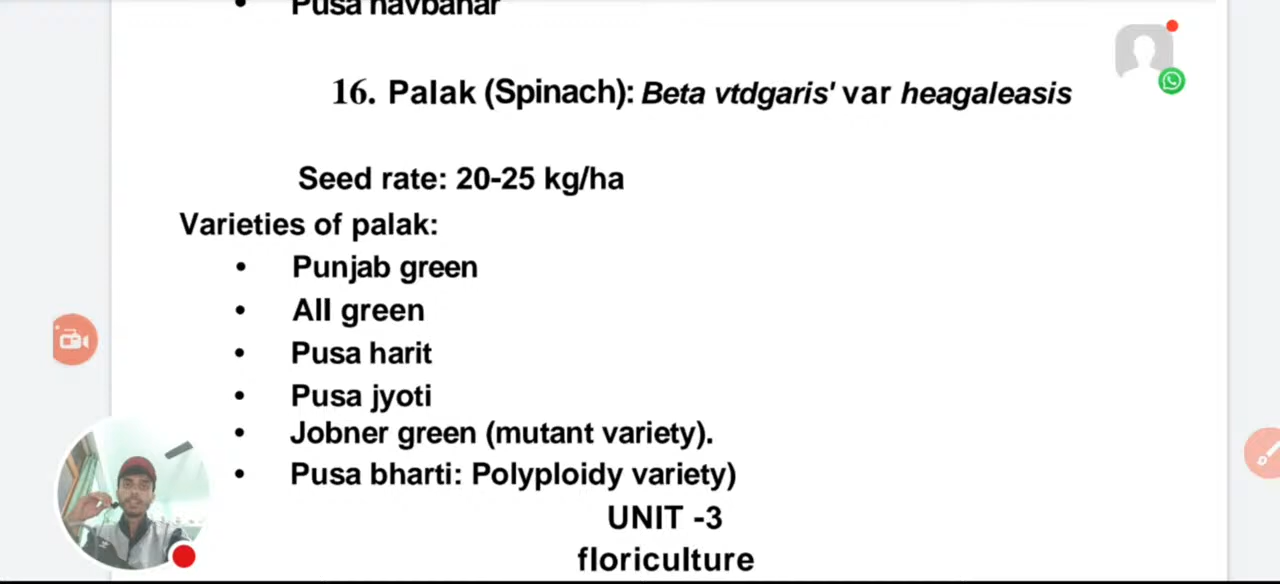 • Pusa navbahar
16. Palak (Spinach): Beta vtdgaris' var heagaleasis
Seed rate: 20-25 kg/ha
Varieties of palak:
• Punjab green
• All green
• Pusa harit
• Pusa jyoti
• Jobner green (mutant variety).
• Pusa bharti: Polyploidy variety)
UNIT -3
floriculture